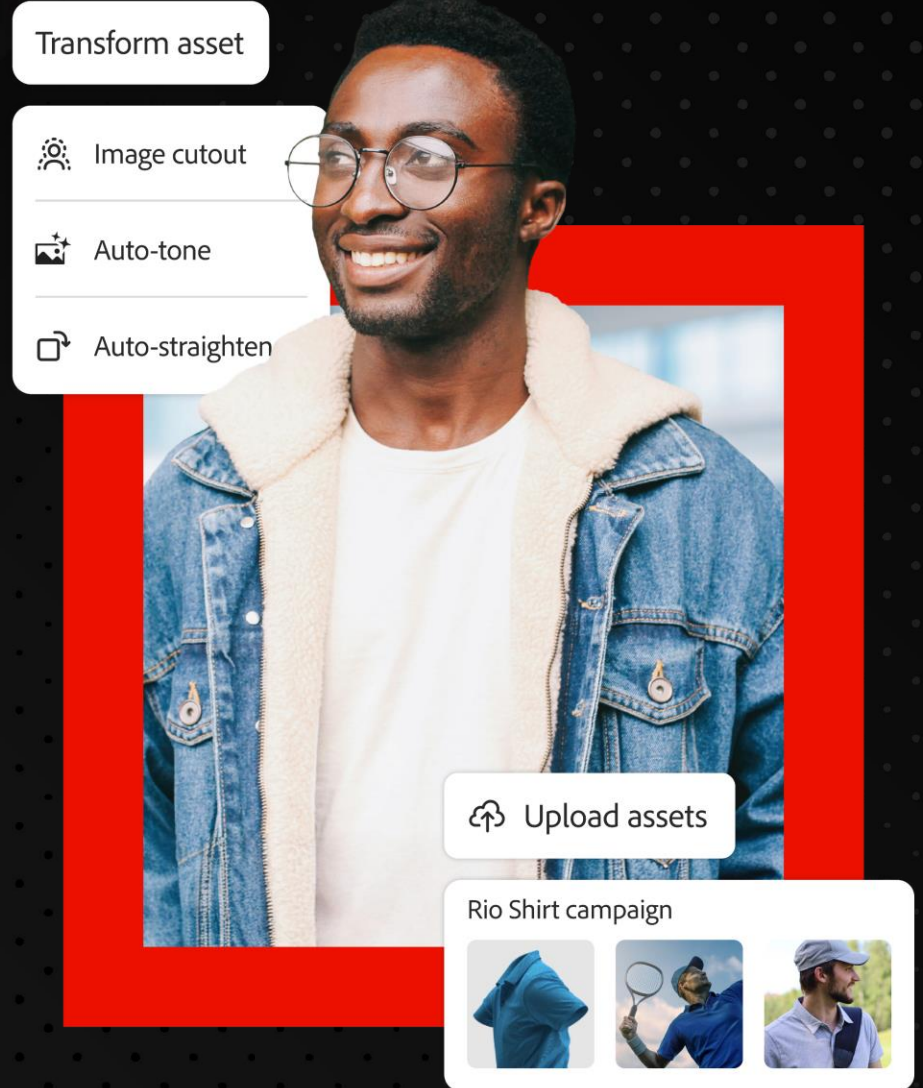 Transform asset
Image cutout
Auto-tone
Auto-straighten
Upload assets
Rio Shirt campaign